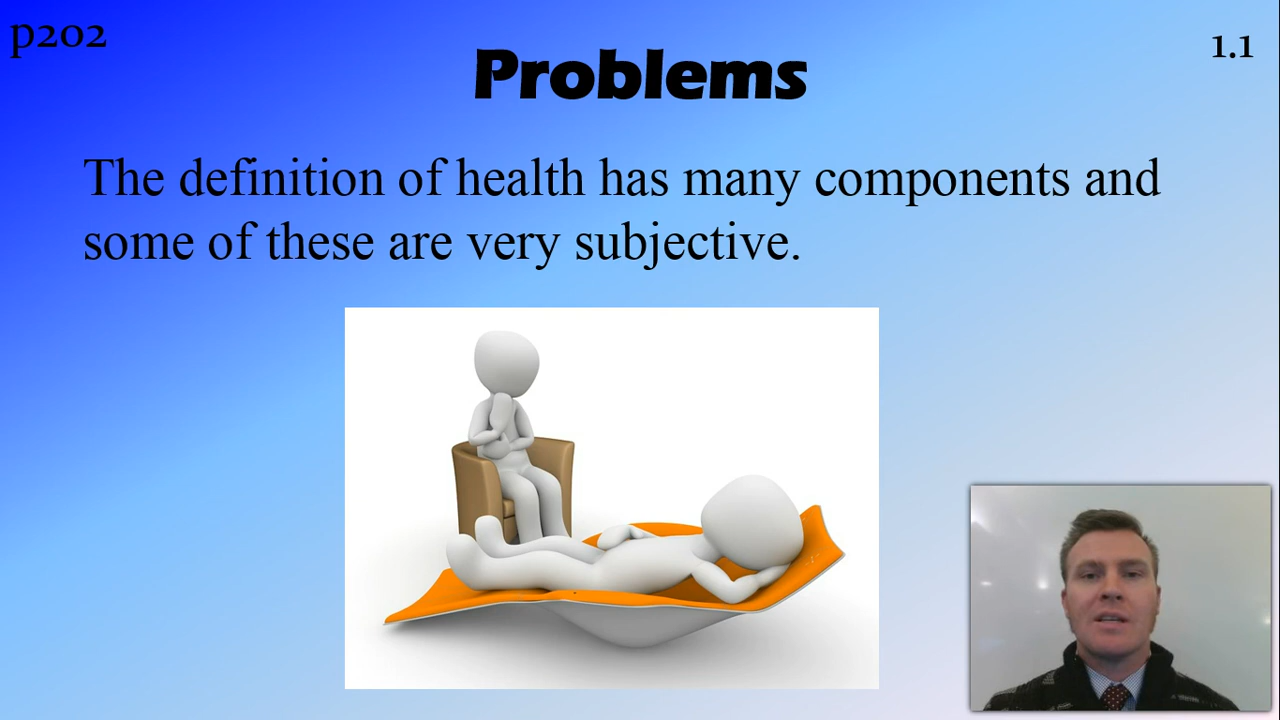 p202
1.1
Problems
The definition of health has many components and
some of these are very subjective.